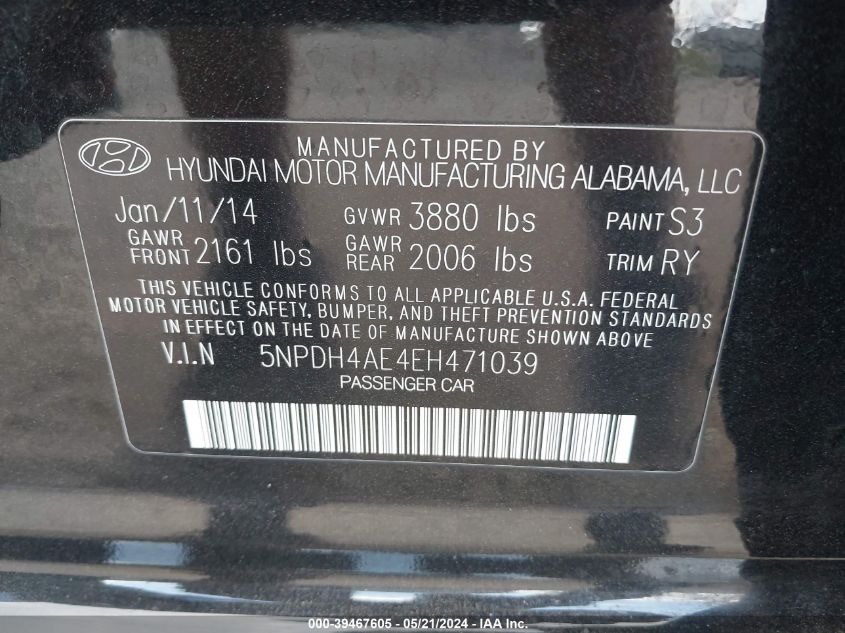 MANUFACTURED BY
HYUNDAI MOTOR MANUFACTURING ALABAMA, LLC
Jan/11/14 GVWR 3880 lbs PAINT S3
GAWR FRONT 2161 lbs GAWR REAR 2006 lbs TRIM RY
THIS VEHICLE CONFORMS TO ALL APPLICABLE U.S.A. FEDERAL
MOTOR VEHICLE SAFETY, BUMPER, AND THEFT PREVENTION STANDARDS
IN EFFECT ON THE DATE OF MANUFACTURE SHOWN ABOVE
V.I.N 5NPDH4AE4EH471039
PASSENGER CAR
000-39467605 - 05/21/2024 - IAA Inc.